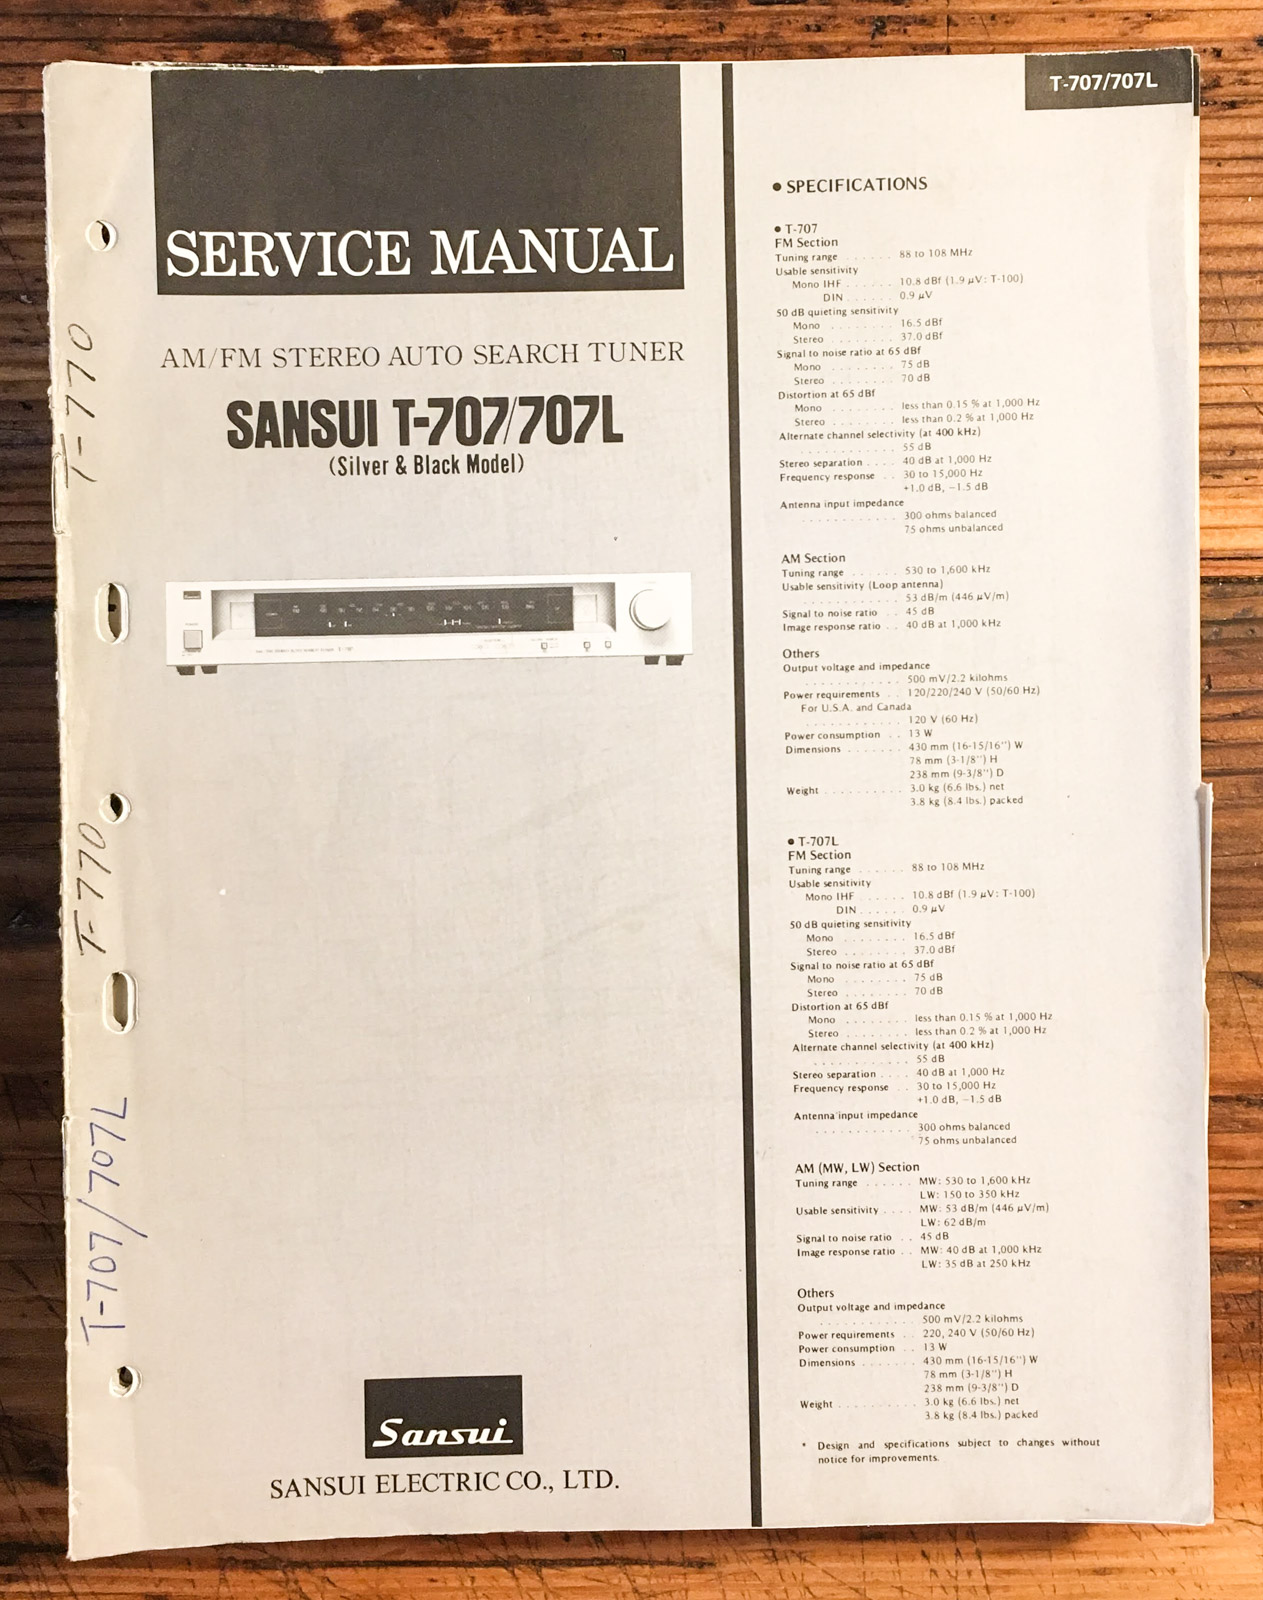 T-707/707L
SERVICE MANUAL
AM/FM STEREO AUTO SEARCH TUNER
SANSUI T-707/707L
(Silver & Black Model)
T-770
T-770
T-707/707L
Sansui
SANSUI ELECTRIC CO., LTD.
● SPECIFICATIONS
● T-707
FM Section
Tuning range . . . . . . 88 to 108 MHz
Usable sensitivity
Mono IHF . . . . . . 10.8 dBf (1.9 μV: T-100)
DIN . . . . . . 0.9 μV
50 dB quieting sensitivity
Mono . . . . . . . . 16.5 dBf
Stereo . . . . . . . . 37.0 dBf
Signal to noise ratio at 65 dBf
Mono . . . . . . . . 75 dB
Stereo . . . . . . . . 70 dB
Distortion at 65 dBf
Mono . . . . . . . . less than 0.15 % at 1,000 Hz
Stereo . . . . . . . . less than 0.2 % at 1,000 Hz
Alternate channel selectivity (at 400 kHz)
. . . . . . . . . . . . 55 dB
Stereo separation . . . . 40 dB at 1,000 Hz
Frequency response . . 30 to 15,000 Hz
+1.0 dB, −1.5 dB
Antenna input impedance
. . . . . . . . . . . . 300 ohms balanced
75 ohms unbalanced
AM Section
Tuning range . . . . . . 530 to 1,600 kHz
Usable sensitivity (Loop antenna)
. . . . . . . . . . . . 53 dB/m (446 μV/m)
Signal to noise ratio . . 45 dB
Image response ratio . . 40 dB at 1,000 kHz
Others
Output voltage and impedance
. . . . . . . . . . . . 500 mV/2.2 kilohms
Power requirements . . 120/220/240 V (50/60 Hz)
For U.S.A. and Canada
. . . . . . . . . . . . 120 V (60 Hz)
Power consumption . . 13 W
Dimensions . . . . . . . 430 mm (16-15/16'') W
78 mm (3-1/8'') H
238 mm (9-3/8'') D
Weight . . . . . . . . . . 3.0 kg (6.6 lbs.) net
3.8 kg (8.4 lbs.) packed
● T-707L
FM Section
Tuning range . . . . . . 88 to 108 MHz
Usable sensitivity
Mono IHF . . . . . . 10.8 dBf (1.9 μV: T-100)
DIN . . . . . . 0.9 μV
50 dB quieting sensitivity
Mono . . . . . . . . 16.5 dBf
Stereo . . . . . . . . 37.0 dBf
Signal to noise ratio at 65 dBf
Mono . . . . . . . . 75 dB
Stereo . . . . . . . . 70 dB
Distortion at 65 dBf
Mono . . . . . . . . less than 0.15 % at 1,000 Hz
Stereo . . . . . . . . less than 0.2 % at 1,000 Hz
Alternate channel selectivity (at 400 kHz)
. . . . . . . . . . . . 55 dB
Stereo separation . . . . 40 dB at 1,000 Hz
Frequency response . . 30 to 15,000 Hz
+1.0 dB, −1.5 dB
Antenna input impedance
. . . . . . . . . . . . 300 ohms balanced
75 ohms unbalanced
AM (MW, LW) Section
Tuning range . . . . . . MW: 530 to 1,600 kHz
LW: 150 to 350 kHz
Usable sensitivity . . . . MW: 53 dB/m (446 μV/m)
LW: 62 dB/m
Signal to noise ratio . . 45 dB
Image response ratio . . MW: 40 dB at 1,000 kHz
LW: 35 dB at 250 kHz
Others
Output voltage and impedance
. . . . . . . . . . . . 500 mV/2.2 kilohms
Power requirements . . 220, 240 V (50/60 Hz)
Power consumption . . 13 W
Dimensions . . . . . . . 430 mm (16-15/16'') W
78 mm (3-1/8'') H
238 mm (9-3/8'') D
Weight . . . . . . . . . . 3.0 kg (6.6 lbs.) net
3.8 kg (8.4 lbs.) packed
* Design and specifications subject to changes without
notice for improvements.